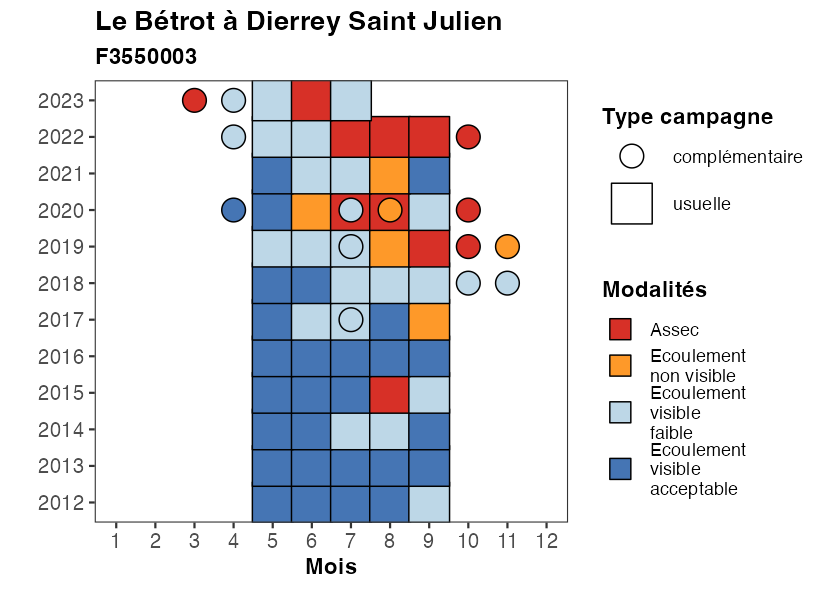 Le Bétrot à Dierrey Saint Julien
F3550003
2023
2022
2021
2020
2019
2018
2017
2016
2015
2014
2013
2012
1 2 3 4 5 6 7 8 9 10 11 12
Mois
Type campagne
complémentaire
usuelle
Modalités
Assec
Ecoulement
non visible
Ecoulement
visible
faible
Ecoulement
visible
acceptable